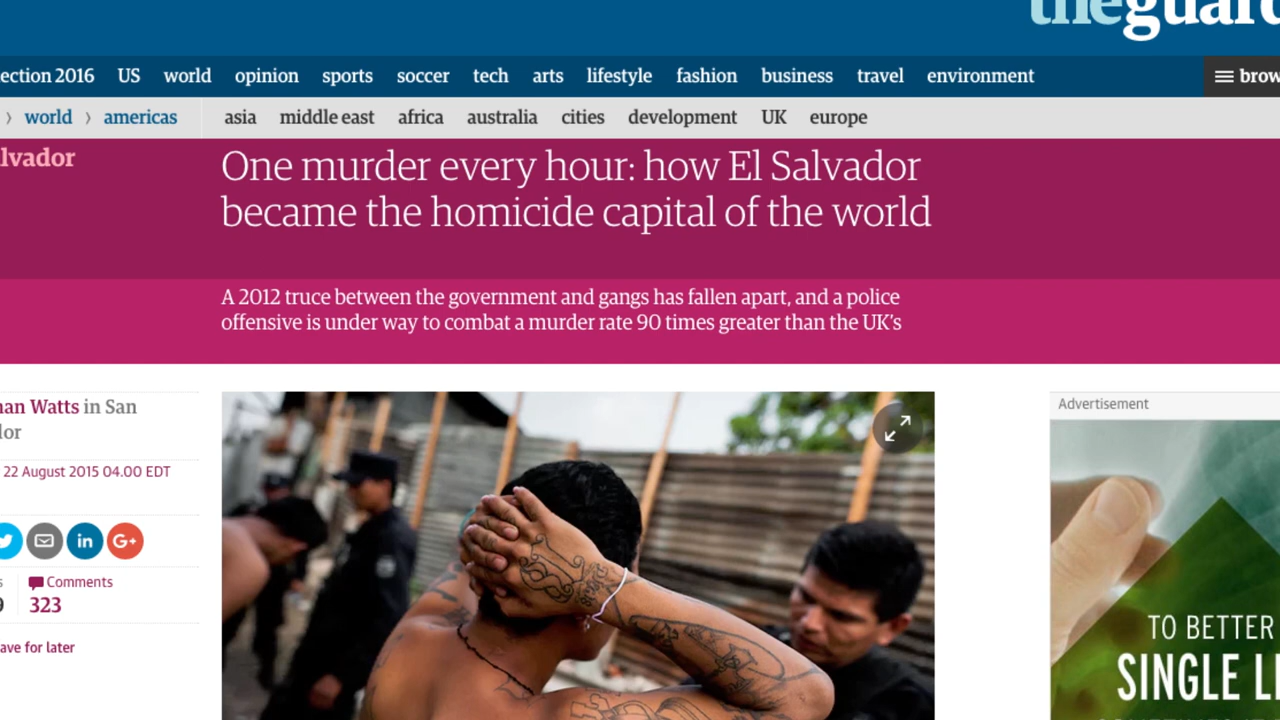 theguard
ection 2016 US world opinion sports soccer tech arts lifestyle fashion business travel environment brow
world americas asia middle east africa australia cities development UK europe
lvador
One murder every hour: how El Salvador
became the homicide capital of the world
A 2012 truce between the government and gangs has fallen apart, and a police
offensive is under way to combat a murder rate 90 times greater than the UK's
nan Watts in San
lor
22 August 2015 04.00 EDT
Comments
323
ave for later
Advertisement
TO BETTER
SINGLE LI